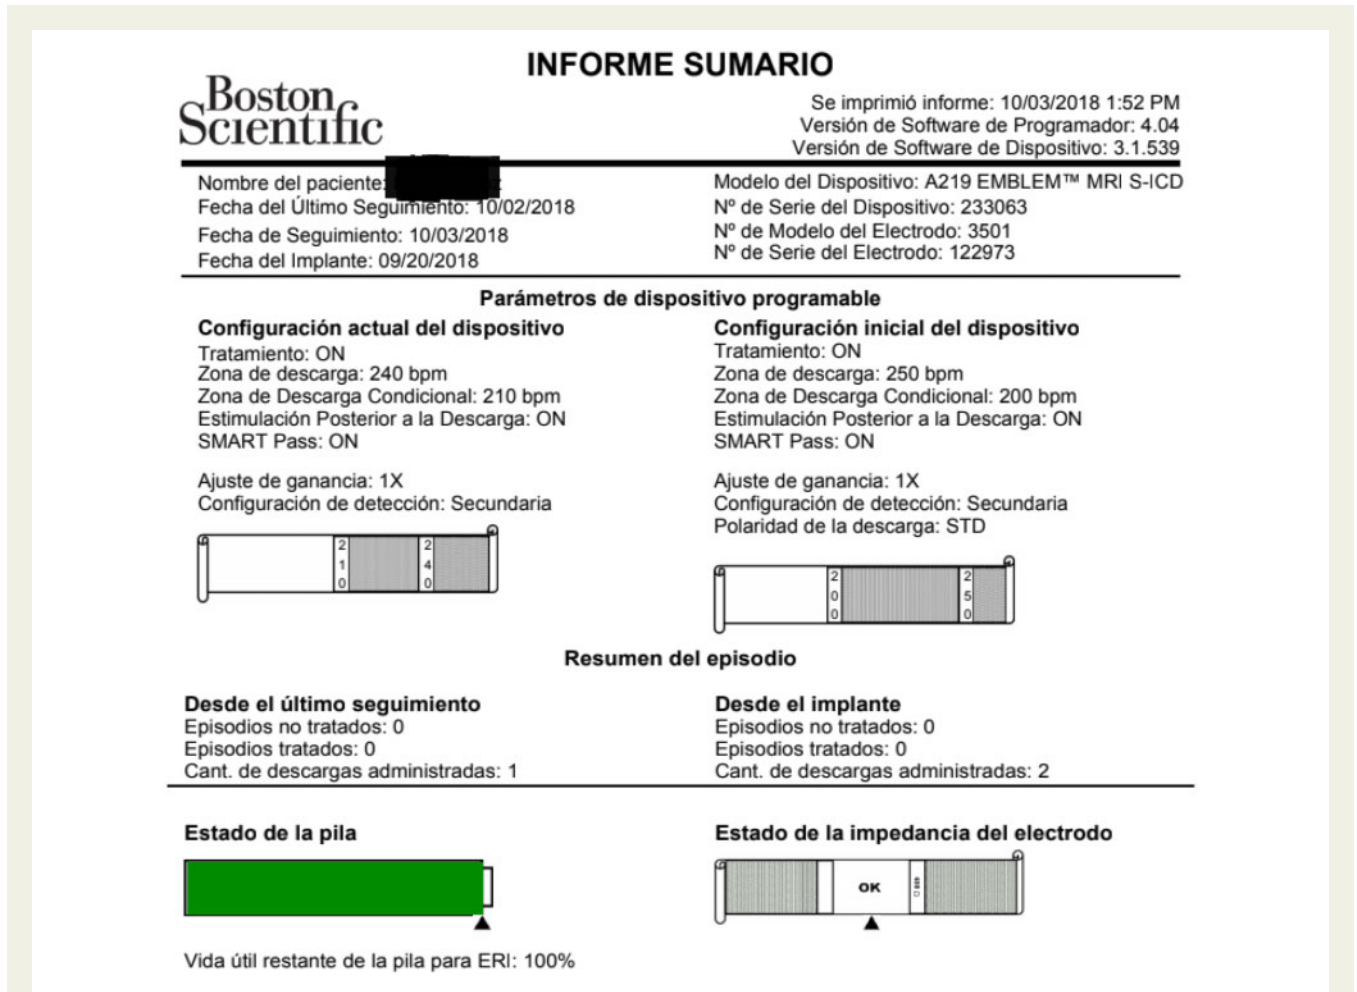 INFORME SUMARIO
Boston
Scientific
Se imprimió informe: 10/03/2018 1:52 PM
Versión de Software de Programador: 4.04
Versión de Software de Dispositivo: 3.1.539
Nombre del paciente:
Fecha del Último Seguimiento: 10/02/2018
Fecha de Seguimiento: 10/03/2018
Fecha del Implante: 09/20/2018
Modelo del Dispositivo: A219 EMBLEM™ MRI S-ICD
Nº de Serie del Dispositivo: 233063
Nº de Modelo del Electrodo: 3501
Nº de Serie del Electrodo: 122973
Parámetros de dispositivo programable
Configuración actual del dispositivo
Tratamiento: ON
Zona de descarga: 240 bpm
Zona de Descarga Condicional: 210 bpm
Estimulación Posterior a la Descarga: ON
SMART Pass: ON
Ajuste de ganancia: 1X
Configuración de detección: Secundaria
210
240
Configuración inicial del dispositivo
Tratamiento: ON
Zona de descarga: 250 bpm
Zona de Descarga Condicional: 200 bpm
Estimulación Posterior a la Descarga: ON
SMART Pass: ON
Ajuste de ganancia: 1X
Configuración de detección: Secundaria
Polaridad de la descarga: STD
200
250
Resumen del episodio
Desde el último seguimiento
Episodios no tratados: 0
Episodios tratados: 0
Cant. de descargas administradas: 1
Desde el implante
Episodios no tratados: 0
Episodios tratados: 0
Cant. de descargas administradas: 2
Estado de la pila
Vida útil restante de la pila para ERI: 100%
Estado de la impedancia del electrodo
OK